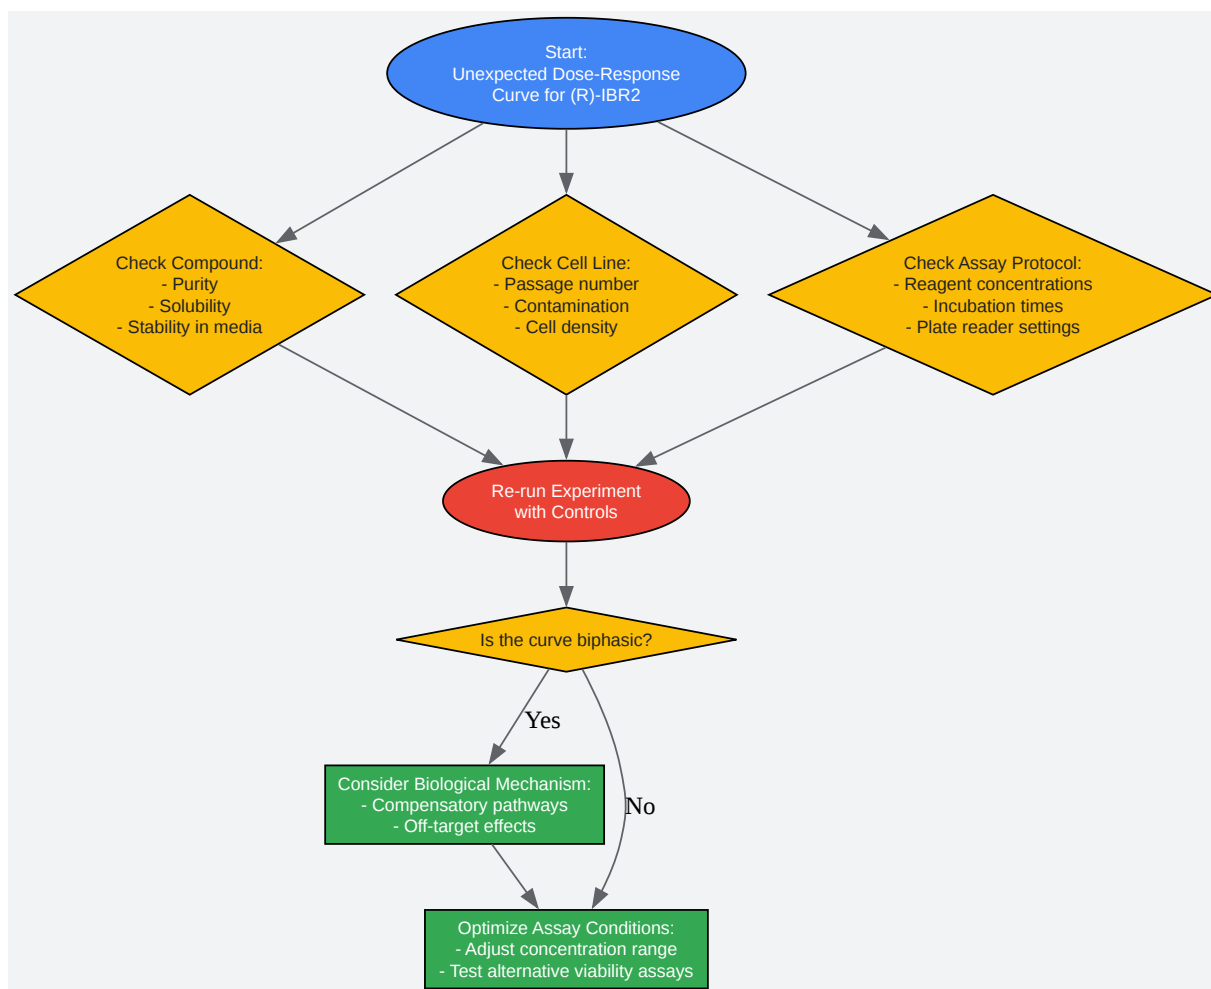 Start:
Unexpected Dose-Response
Curve for (R)-IBR2
Check Compound:
- Purity
- Solubility
- Stability in media
Check Cell Line:
- Passage number
- Contamination
- Cell density
Check Assay Protocol:
- Reagent concentrations
- Incubation times
- Plate reader settings
Re-run Experiment
with Controls
Is the curve biphasic?
Yes
Consider Biological Mechanism:
- Compensatory pathways
- Off-target effects
No
Optimize Assay Conditions:
- Adjust concentration range
- Test alternative viability assays